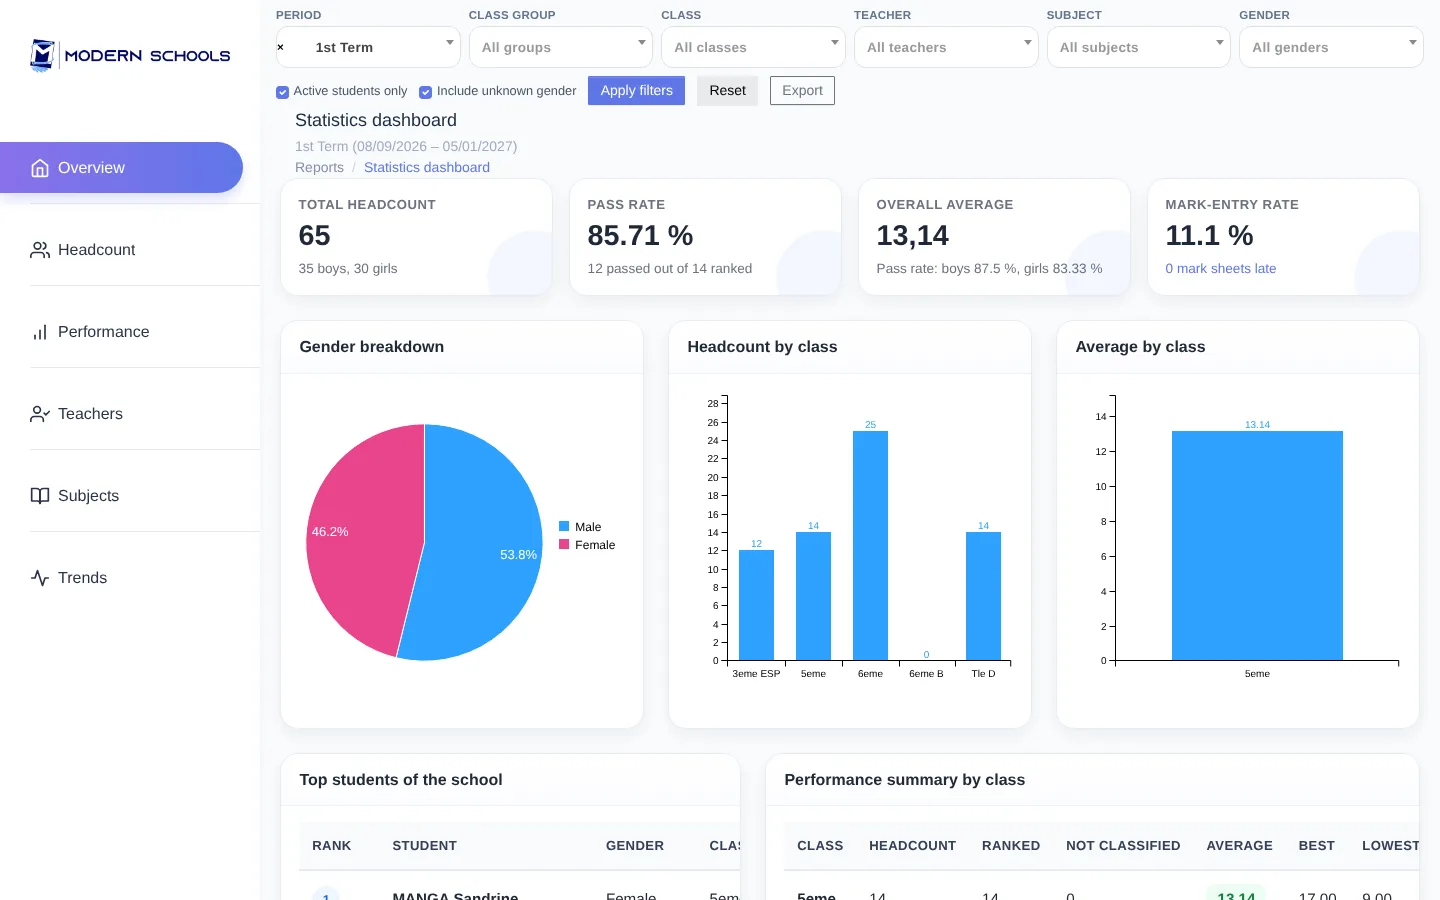 MODERN SCHOOLS
PERIOD
CLASS GROUP
CLASS
TEACHER
SUBJECT
GENDER
× 1st Term
All groups
All classes
All teachers
All subjects
All genders
Active students only
Include unknown gender
Apply filters
Reset
Export
Statistics dashboard
1st Term (08/09/2026 – 05/01/2027)
Reports / Statistics dashboard
Overview
Headcount
Performance
Teachers
Subjects
Trends
TOTAL HEADCOUNT
65
35 boys, 30 girls
PASS RATE
85.71 %
12 passed out of 14 ranked
OVERALL AVERAGE
13,14
Pass rate: boys 87.5 %, girls 83.33 %
MARK-ENTRY RATE
11.1 %
0 mark sheets late
Gender breakdown
46.2%
53.8%
Male
Female
Headcount by class
28
26
24
22
20
18
16
14
12
10
8
6
4
2
0
12
14
25
0
14
3eme ESP
5eme
6eme
6eme B
Tle D
Average by class
14
12
10
8
6
4
2
0
13.14
5eme
Top students of the school
RANK STUDENT GENDER CLAS
1 MANGA Sandrine Female 5em
Performance summary by class
CLASS HEADCOUNT RANKED NOT CLASSIFIED AVERAGE BEST LOWEST
5eme 14 14 0 13.14 17.00 9.00